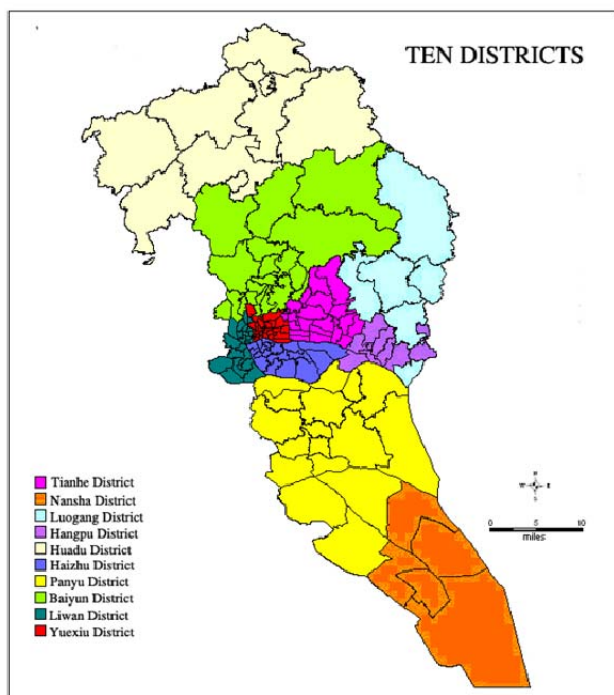 TEN DISTRICTS
Tianhe District
Nansha District
Luogang District
Hangpu District
Huadu District
Haizhu District
Panyu District
Baiyun District
Liwan District
Yuexiu District
N
W E
S
0 5 10
miles